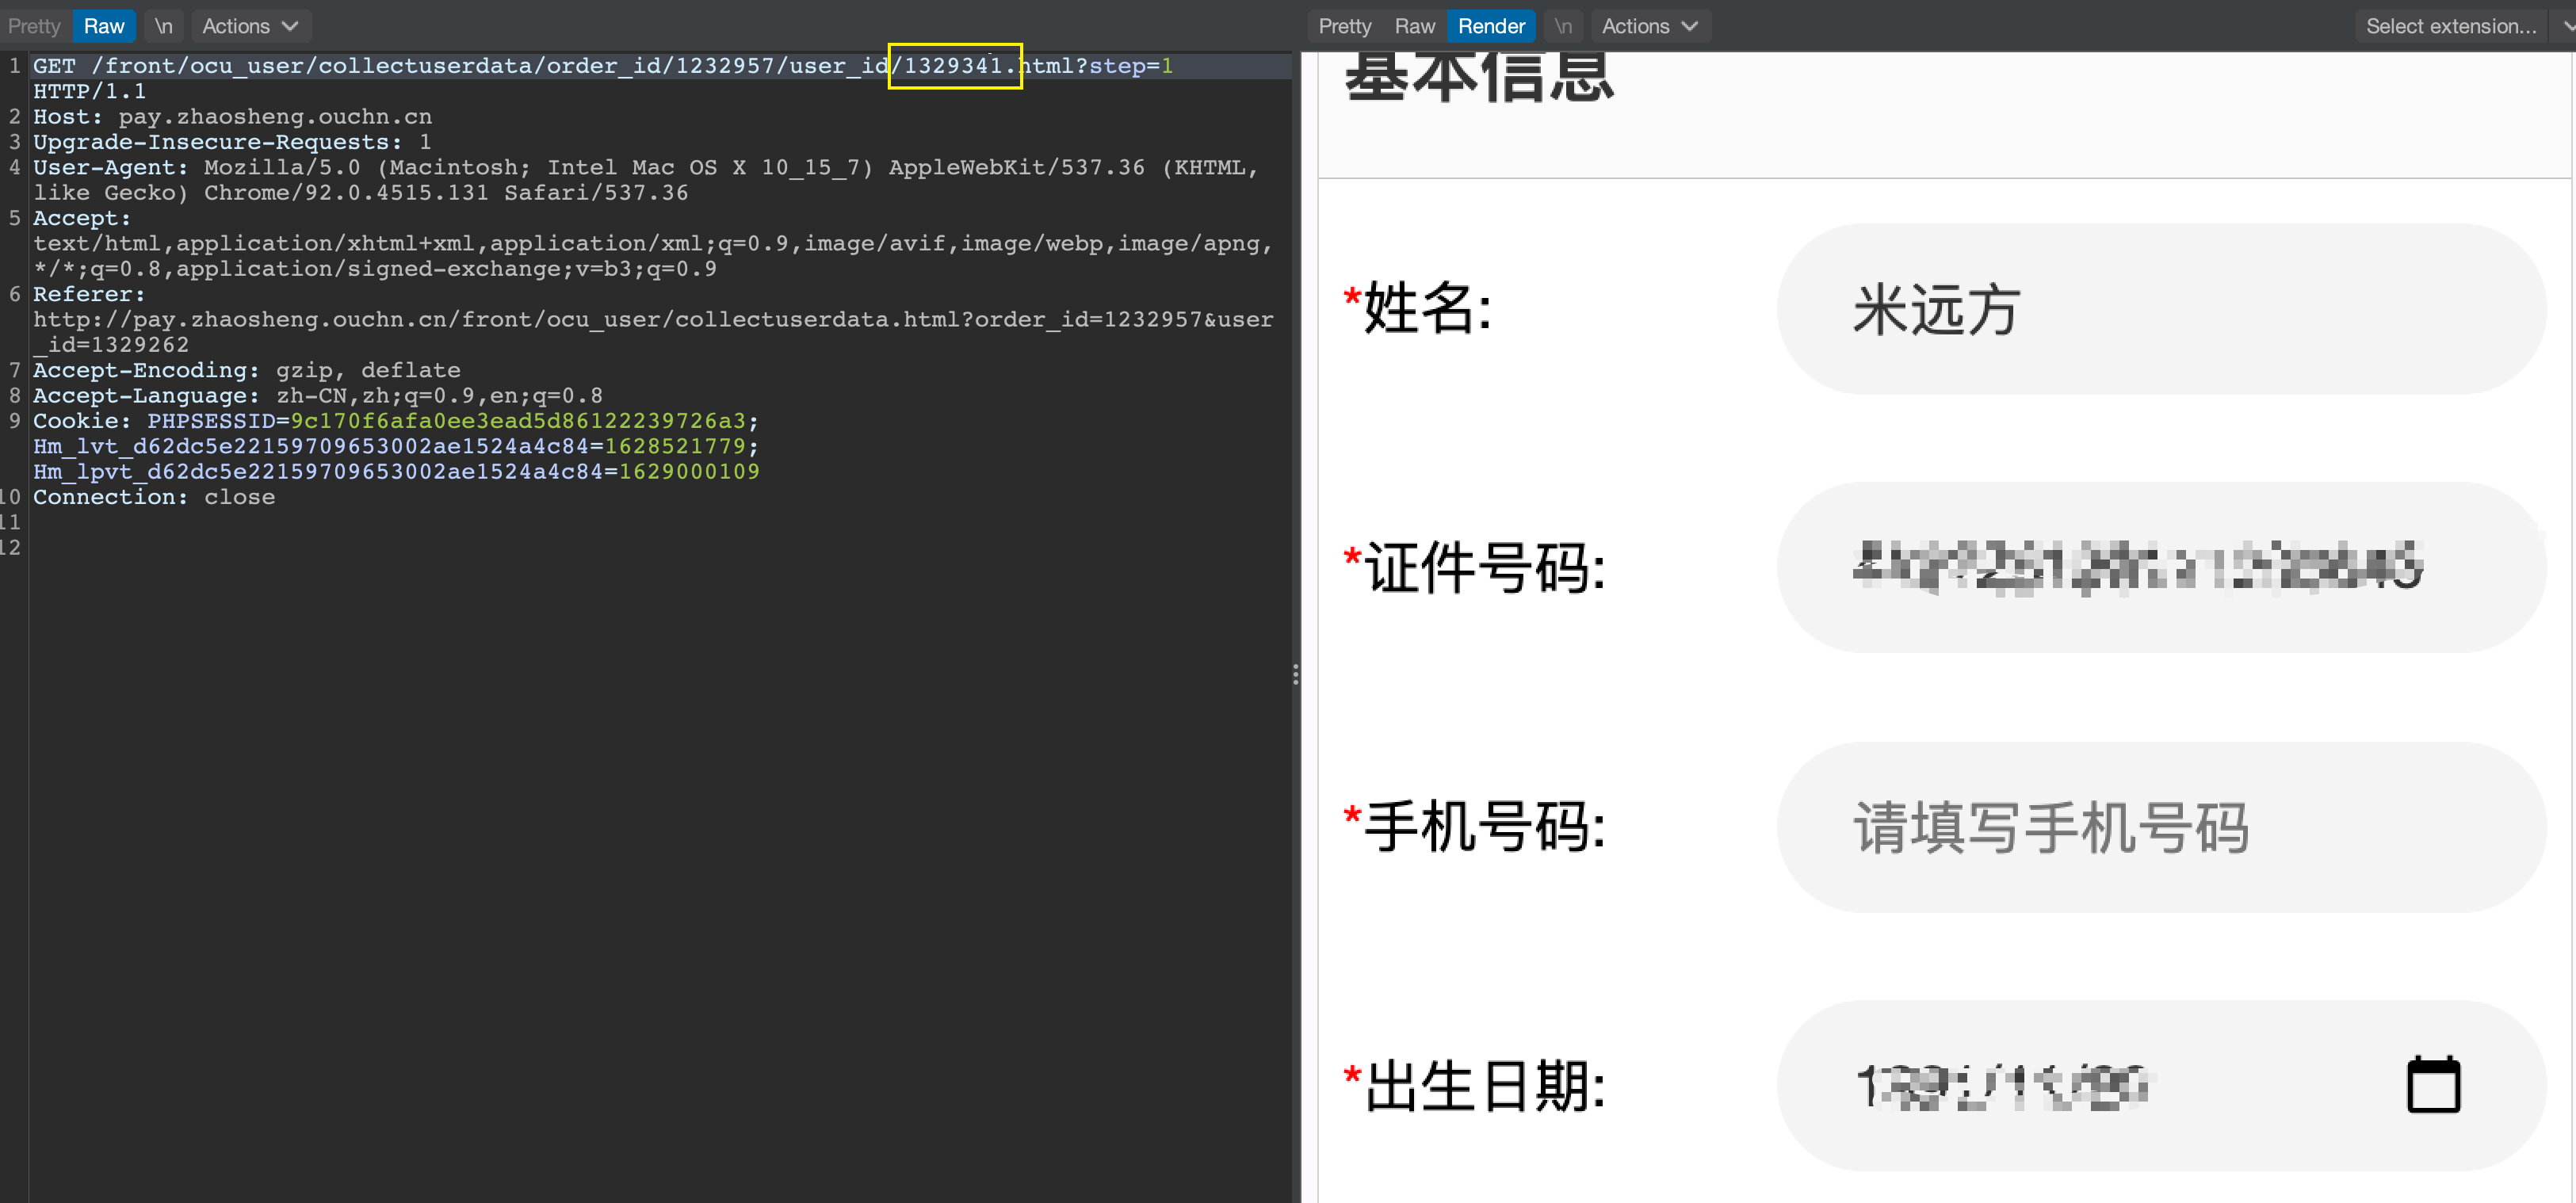 Pretty Raw \n Actions
1 GET /front/ocu_user/collectuserdata/order_id/1232957/user_id/1329341.html?step=1
HTTP/1.1
2 Host: pay.zhaosheng.ouchn.cn
3 Upgrade-Insecure-Requests: 1
4 User-Agent: Mozilla/5.0 (Macintosh; Intel Mac OS X 10_15_7) AppleWebKit/537.36 (KHTML,
like Gecko) Chrome/92.0.4515.131 Safari/537.36
5 Accept:
text/html,application/xhtml+xml,application/xml;q=0.9,image/avif,image/webp,image/apng,
*/*;q=0.8,application/signed-exchange;v=b3;q=0.9
6 Referer:
http://pay.zhaosheng.ouchn.cn/front/ocu_user/collectuserdata.html?order_id=1232957&user
_id=1329262
7 Accept-Encoding: gzip, deflate
8 Accept-Language: zh-CN,zh;q=0.9,en;q=0.8
9 Cookie: PHPSESSID=9c170f6afa0ee3ead5d86122239726a3;
Hm_lvt_d62dc5e22159709653002ae1524a4c84=1628521779;
Hm_lpvt_d62dc5e22159709653002ae1524a4c84=1629000109
10 Connection: close
11
12
Pretty Raw Render \n Actions Select extension...
基本信息
*姓名: 米远方
*证件号码:
*手机号码: 请填写手机号码
*出生日期: